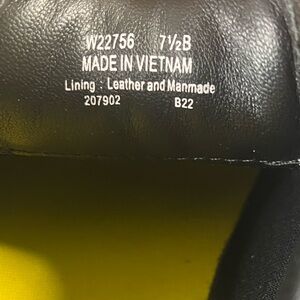 W22756 7½B
MADE IN VIETNAM
Lining : Leather and Manmade
207902 B22